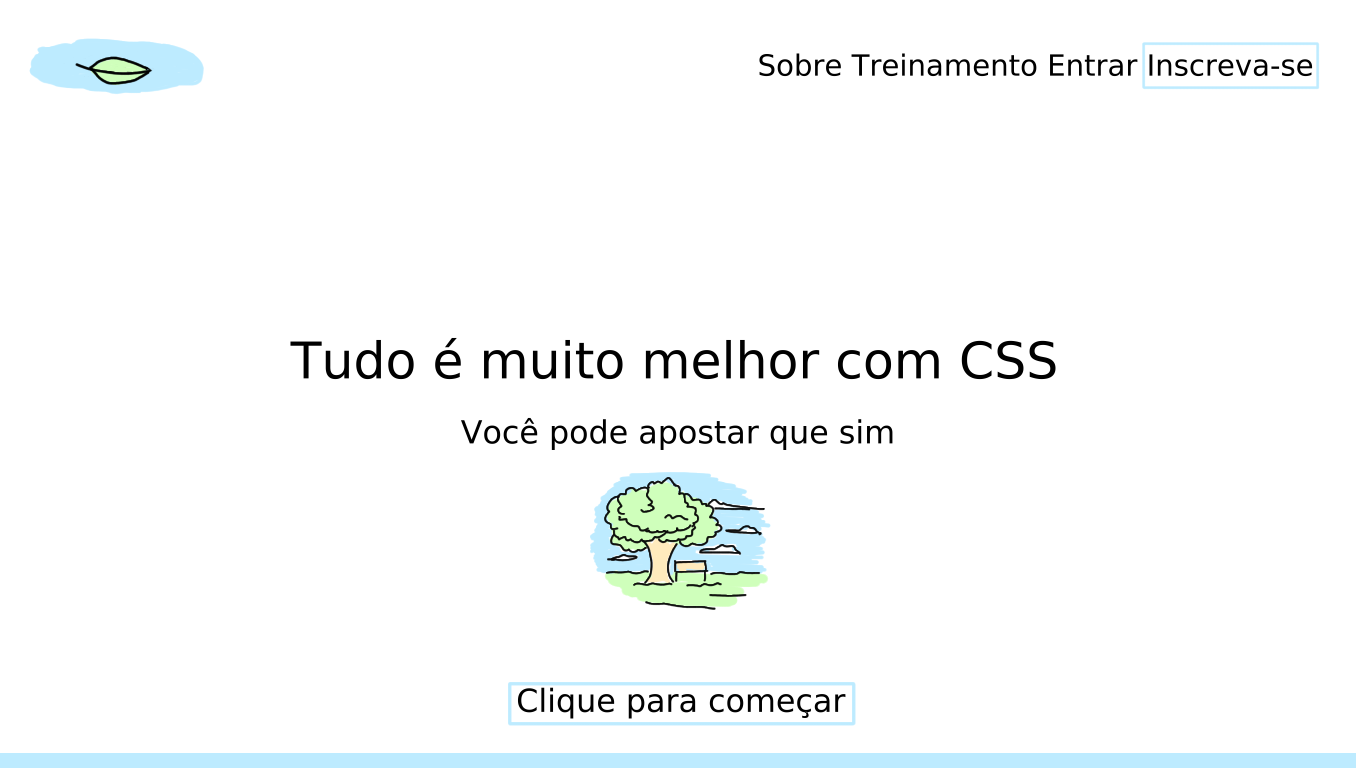 Sobre Treinamento Entrar Inscreva-se
Tudo é muito melhor com CSS
Você pode apostar que sim
Clique para começar